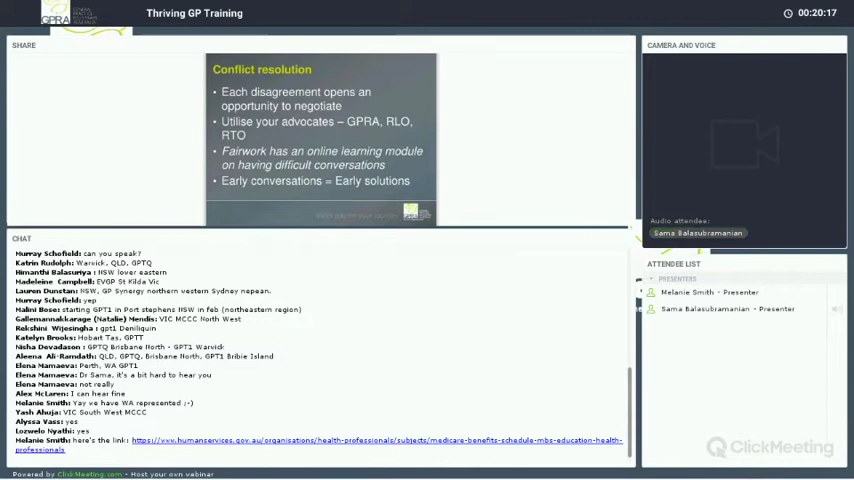 GPRA
Thriving GP Training
00:20:17
SHARE
CAMERA AND VOICE
Conflict resolution
• Each disagreement opens an
opportunity to negotiate
• Utilise your advocates – GPRA, RLO,
RTO
• Fairwork has an online learning module
on having difficult conversations
• Early conversations = Early solutions
Audio attendee:
Sama Balasubramanian
CHAT
Murray Schofield: can you speak?
Katrin Rudolph: Warwick, QLD, GPTQ
Himanthi Balasuriya : NSW lover eastern
Madeleine Campbell: EVGP St Kilda Vic
Lauren Dunstan: NSW, GP Synergy northern western Sydney nepean.
Murray Schofield: yep
Malini Bose: starting GPT1 in Port stephens NSW in feb (northeastern region)
Gallemannakkarage (Natalie) Mendis: VIC MCCC North West
Rekshini Wijesingha: gpt1 Deniliquin
Katelyn Brooks: Hobart Tas, GPTT
Nisha Devadason: GPTQ Brisbane North - GPT1 Warwick
Aleena Ali-Ramdath: QLD, GPTQ, Brisbane North, GPT1 Bribie Island
Elena Mamaeva: Perth, WA GPT1
Elena Mamaeva: Dr Sama, it's a bit hard to hear you
Elena Mamaeva: not really
Alex McLaren: I can hear fine
Melanie Smith: Yay we have WA represented ;-)
Yash Ahuja: VIC South West MCCC
Alyssa Vass: yes
Lozwelo Nyathi: yes
Melanie Smith: here's the link: https://www.humanservices.gov.au/organisations/health-professionals/subjects/medicare-benefits-schedule-mbs-education-health-
professionals
ATTENDEE LIST
PRESENTERS
Melanie Smith - Presenter
Sama Balasubramanian - Presenter
ClickMeeting
Powered by ClickMeeting.com - Host your own webinar